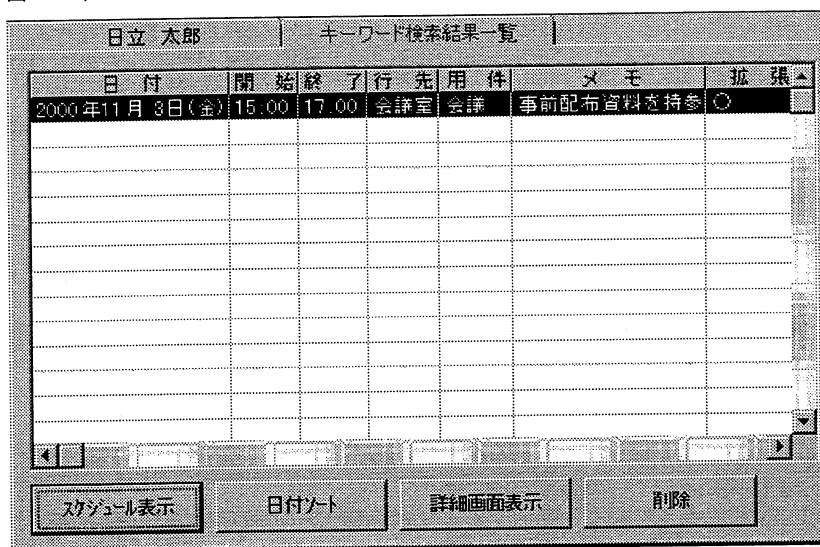 日立 太郎 キーワード検索結果一覧
日 付 開 始 終 了 行 先 用 件 メ モ 拡 張
2000年11月 3日(金) 15:00 17:00 会議室 会議 事前配布資料を持参 ○
スケジュール表示 日付ソート 詳細画面表示 削除